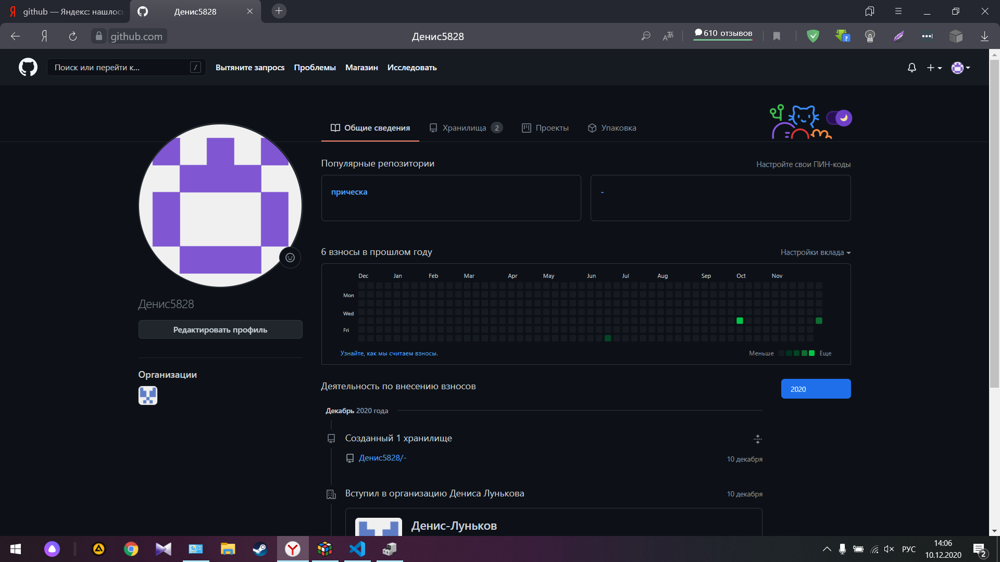 github — Яндекс: нашлось
Денис5828
github.com
Денис5828
610 отзывов
Поиск или перейти к...
/
Вытяните запрос Проблемы Магазин Исследовать
Общие сведения
Хранилища 2
Проекты
Упаковка
Популярные репозитории
Настройте свои ПИН-коды
прическа
-
6 взносы в прошлом году
Настройки вклада
Dec Jan Feb Mar Apr May Jun Jul Aug Sep Oct Nov
Mon
Wed
Fri
Узнайте, как мы считаем взносы.
Меньше Еще
Денис5828
Редактировать профиль
Организации
Деятельность по внесению взносов
2020
Декабрь 2020 года
Созданный 1 хранилище
Денис5828/-
10 декабря
Вступил в организацию Дениса Лунькова
10 декабря
Денис-Луньков
РУС
14:06
10.12.2020
2